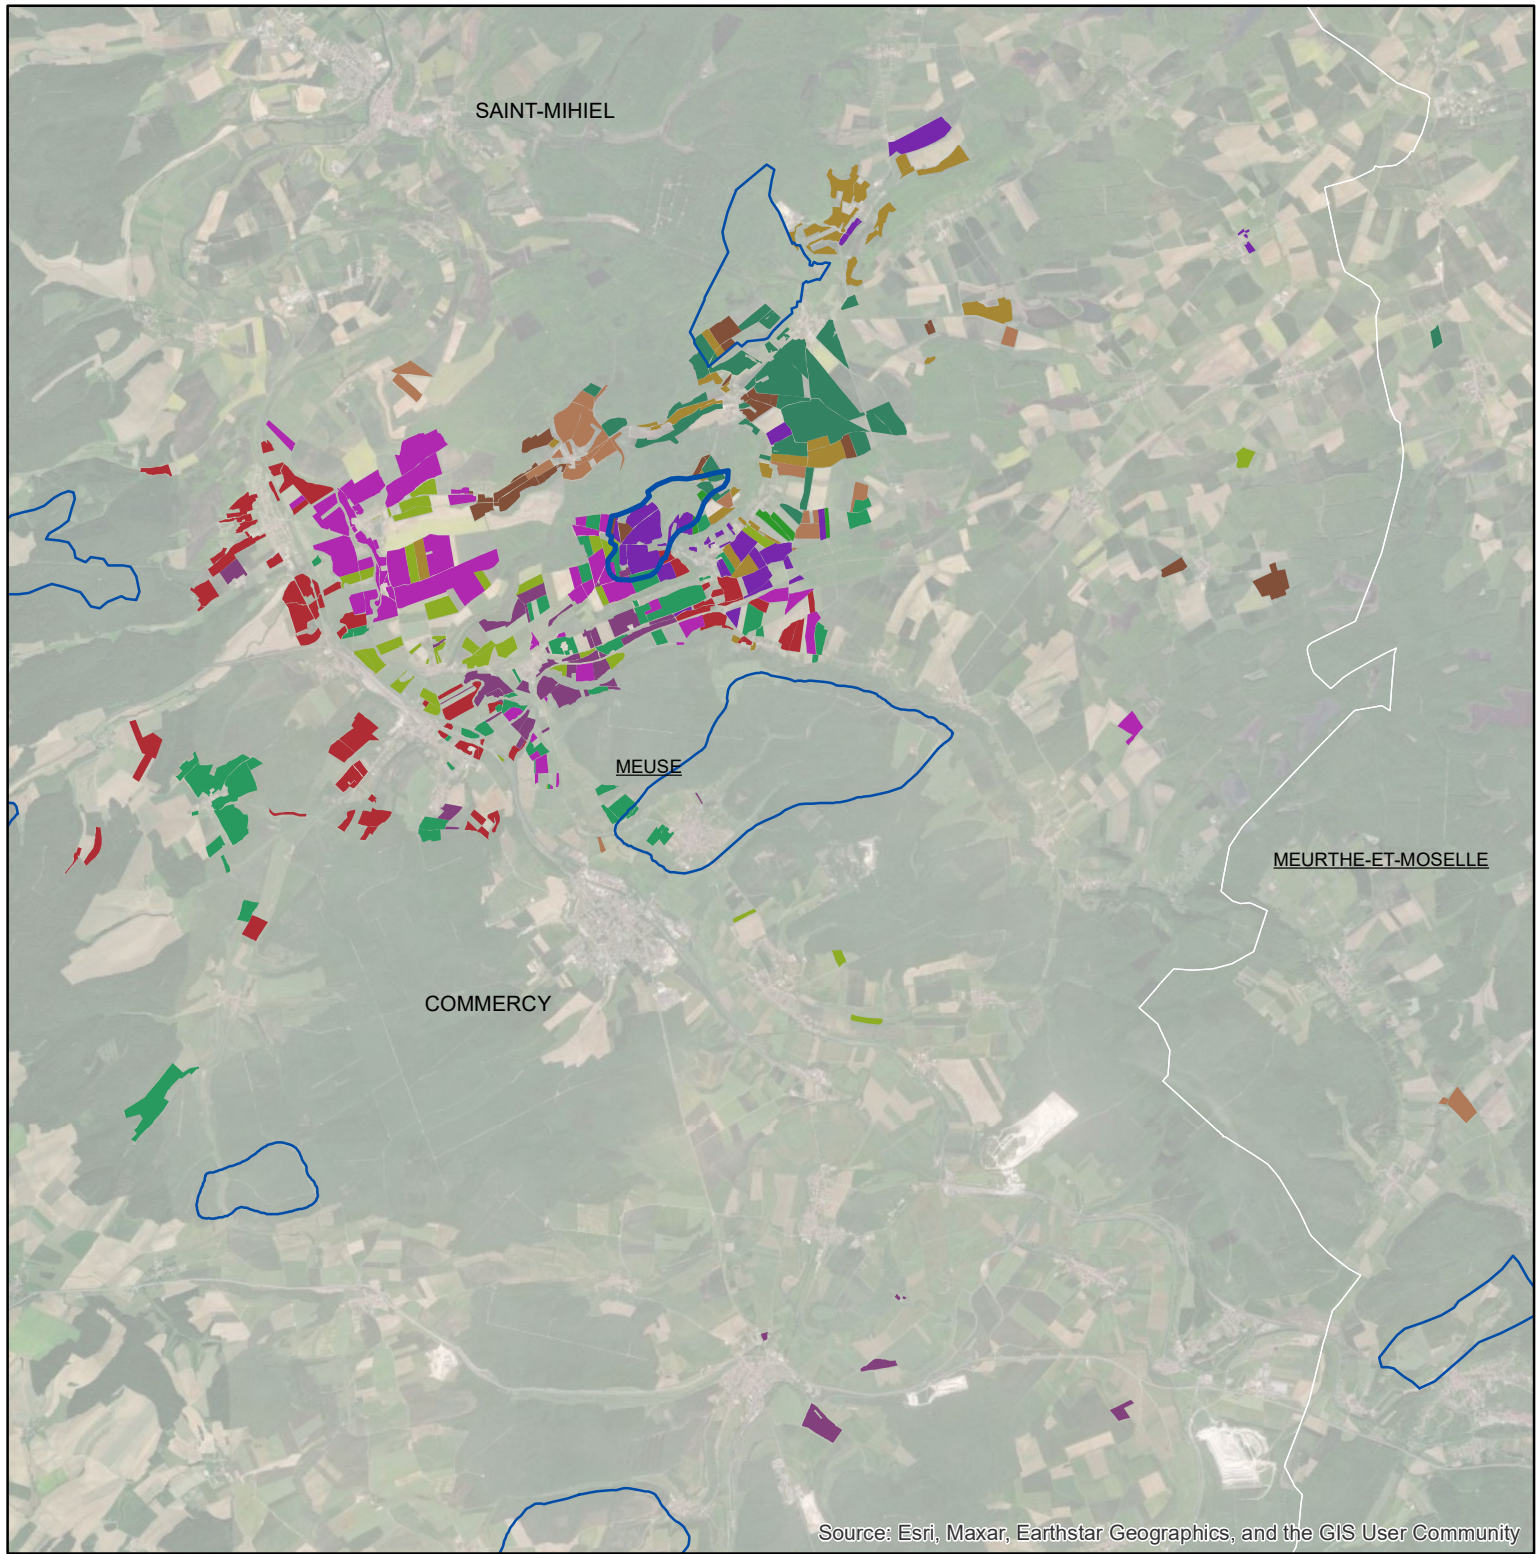 SAINT-MIHIEL
MEUSE
MEURTHE-ET-MOSELLE
COMMERCY
Source: Esri, Maxar, Earthstar Geographics, and the GIS User Community